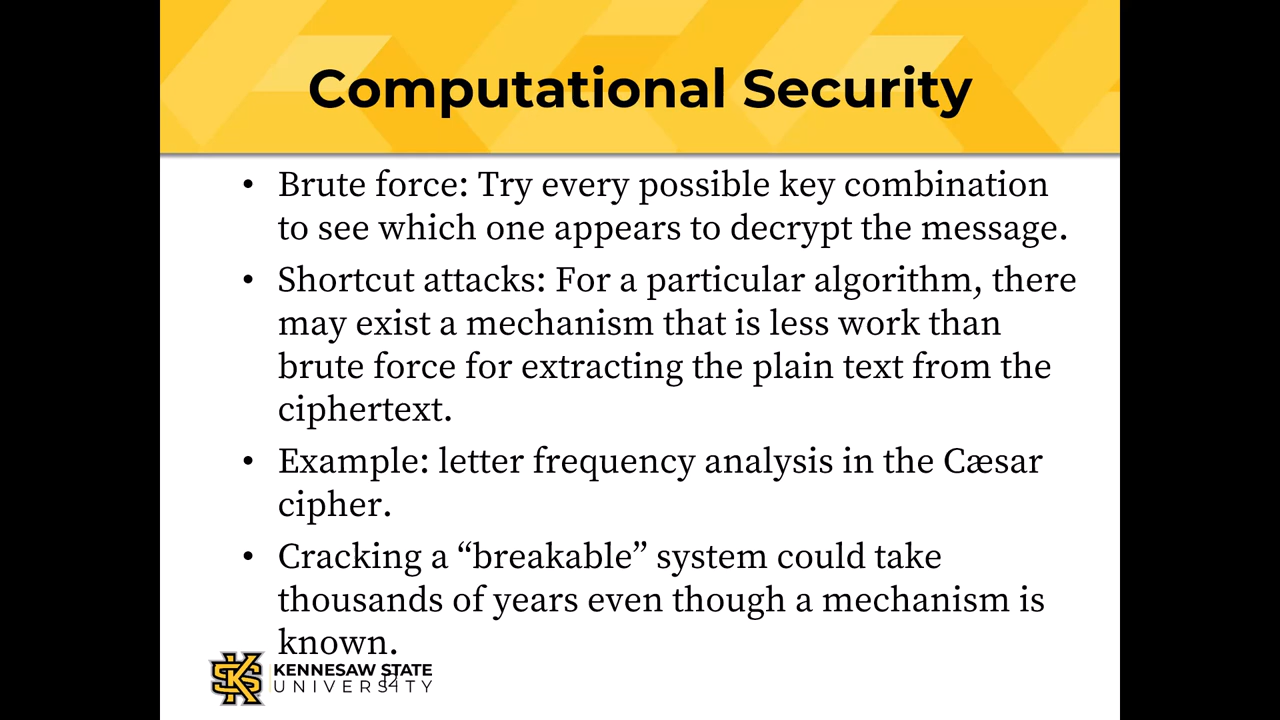 Computational Security
• Brute force: Try every possible key combination
to see which one appears to decrypt the message.
• Shortcut attacks: For a particular algorithm, there
may exist a mechanism that is less work than
brute force for extracting the plain text from the
ciphertext.
• Example: letter frequency analysis in the Cæsar
cipher.
• Cracking a “breakable” system could take
thousands of years even though a mechanism is
known.
KENNESAW STATE
UNIVERSITY
12